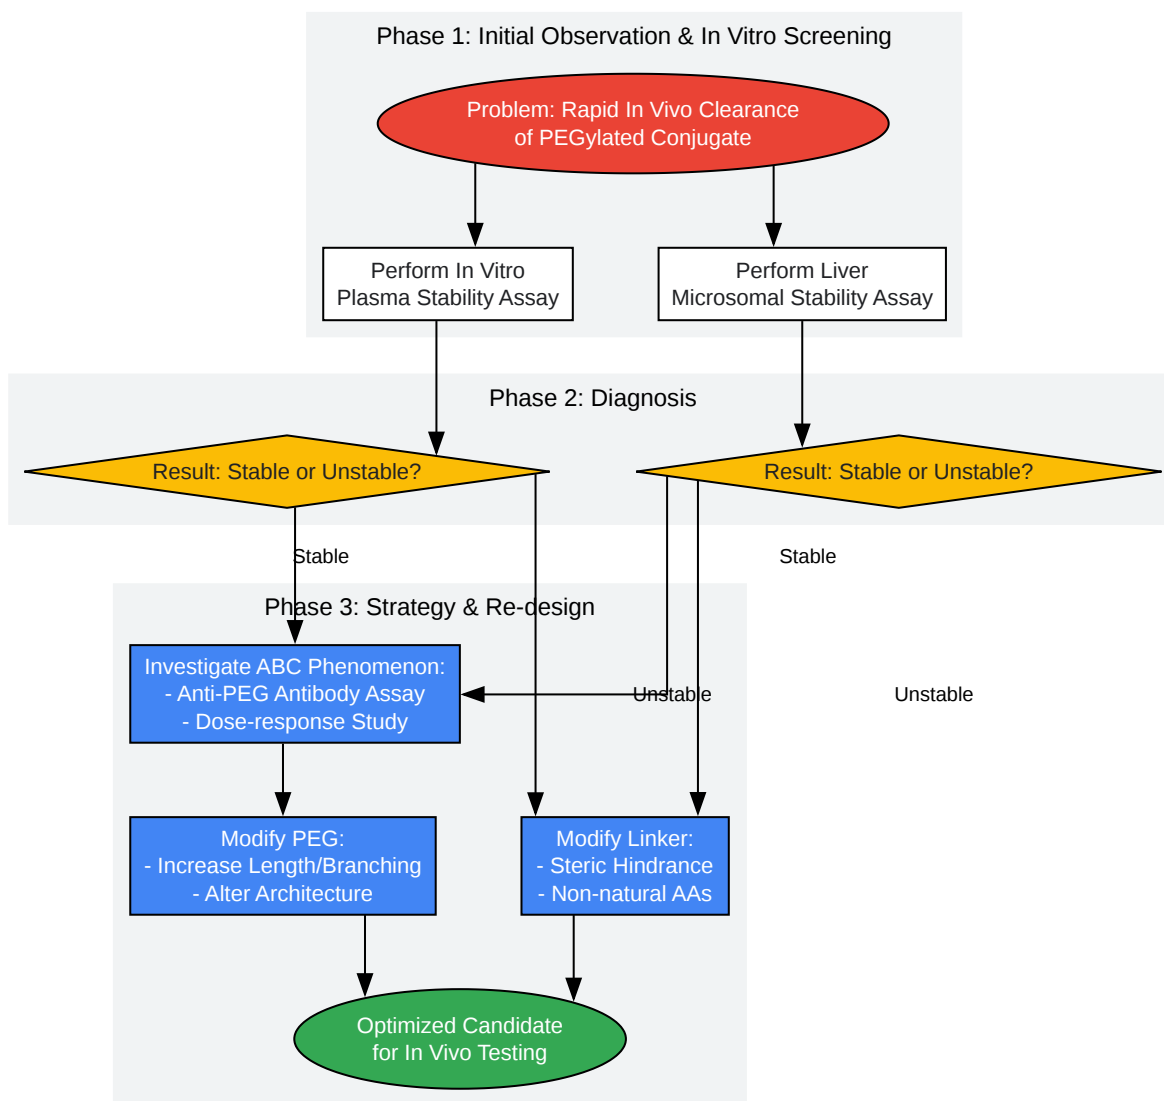 Phase 1: Initial Observation & In Vitro Screening
Problem: Rapid In Vivo Clearance
of PEGylated Conjugate
Perform In Vitro
Plasma Stability Assay
Perform Liver
Microsomal Stability Assay
Phase 2: Diagnosis
Result: Stable or Unstable?
Result: Stable or Unstable?
Stable
Stable
Phase 3: Strategy & Re-design
Investigate ABC Phenomenon:
- Anti-PEG Antibody Assay
- Dose-response Study
Unstable
Unstable
Modify PEG:
- Increase Length/Branching
- Alter Architecture
Modify Linker:
- Steric Hindrance
- Non-natural AAs
Optimized Candidate
for In Vivo Testing